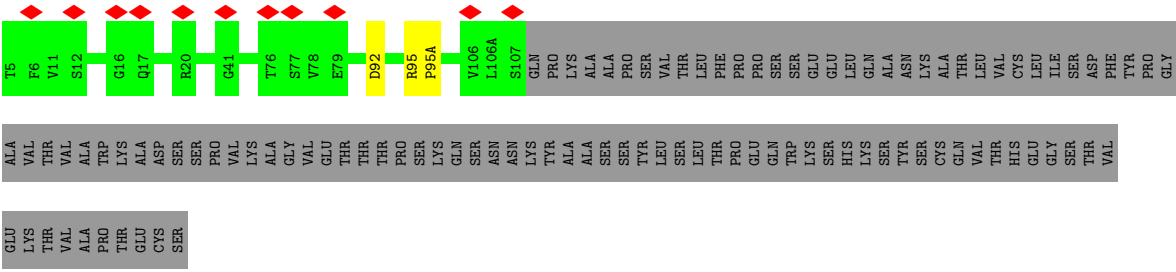 T5 F6 V11 S12 G16 Q17 R20 G41 T76 S77 V78 E79 D92 R95 P95A V106 L106A S107 GLN PRO LYS ALA ALA PRO SER VAL THR LEU PHE PRO PRO SER SER GLU GLU LEU GLN ALA ASN LYS ALA THR LEU VAL CYS LEU ILE SER ASP PHE TYR PRO GLY
ALA VAL THR VAL ALA TRP LYS ALA ASP SER SER PRO VAL LYS ALA GLY VAL GLU THR THR THR PRO SER LYS GLN SER ASN ASN LYS TYR ALA ALA SER SER TYR LEU SER LEU THR PRO GLU GLN TRP LYS SER HIS LYS SER TYR SER CYS GLN VAL THR HIS GLU GLY SER THR VAL
GLU LYS THR VAL ALA PRO THR GLU CYS SER